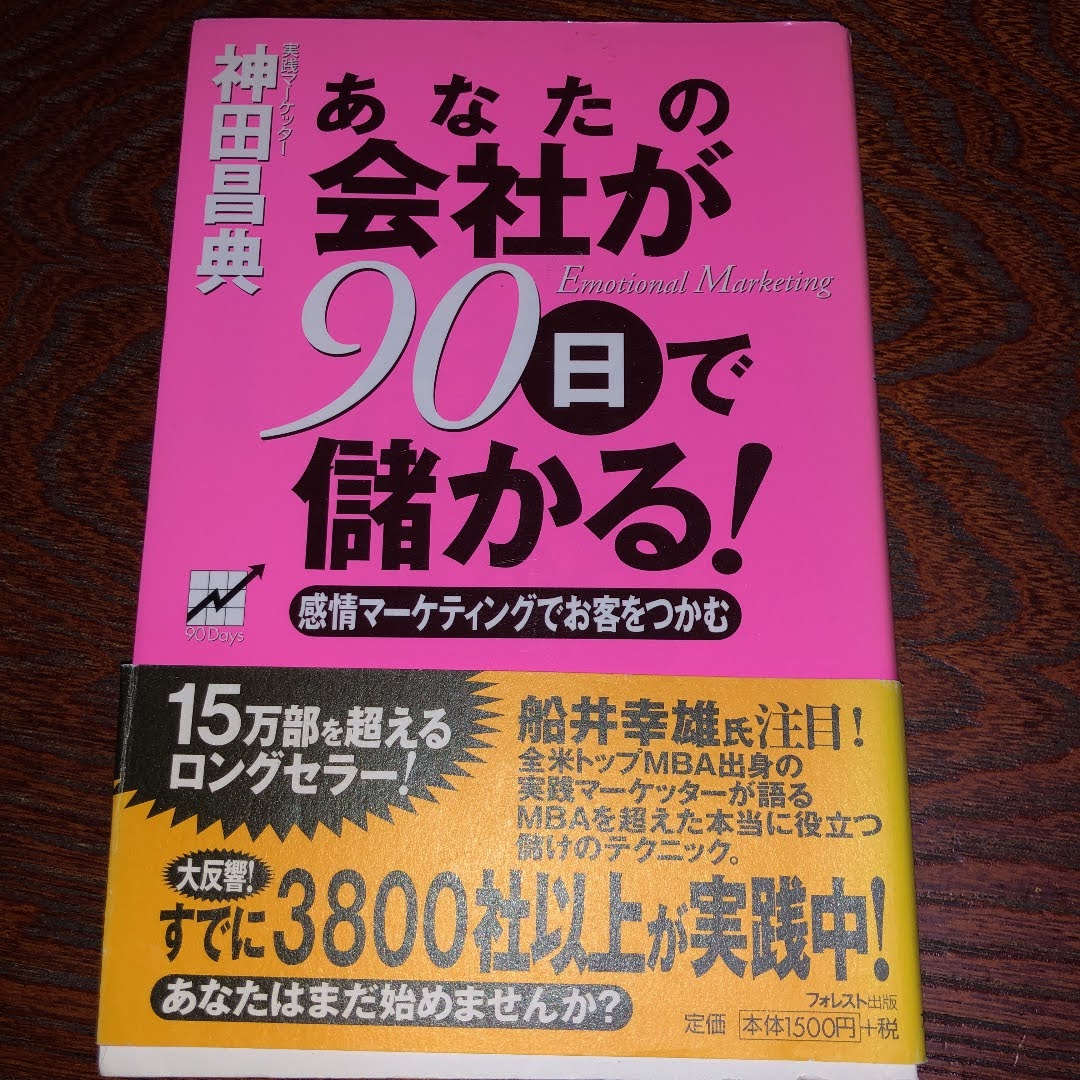 実践マーケッター
神田昌典
あなたの
会社が
Emotional Marketing
90日で
儲かる!
感情マーケティングでお客をつかむ
90 Days
15万部を超える
ロングセラー!
船井幸雄氏注目!
全米トップMBA出身の
実践マーケッターが語る
MBAを超えた本当に役立つ
儲けのテクニック。
大反響!
すでに3800社以上が実践中!
あなたはまだ始めませんか?
フォレスト出版
定価 本体1500円+税